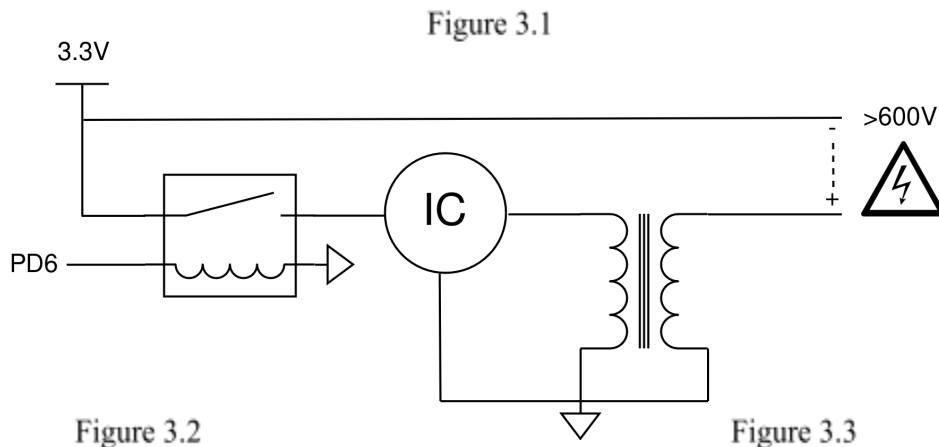 Figure 3.1
3.3V
>600V
-
+
IC
PD6
Figure 3.2
Figure 3.3